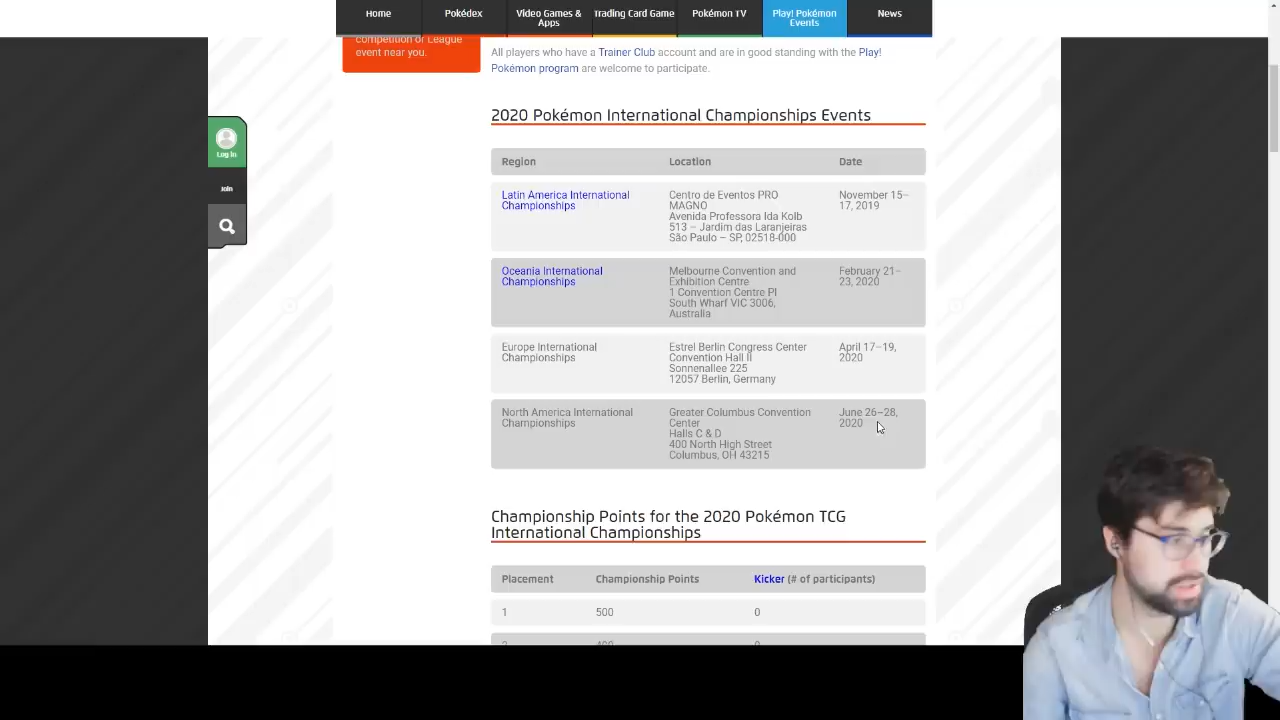 Home
Pokédex
Video Games &
Apps
Trading Card Game
Pokémon TV
Play! Pokémon
Events
News
competition or League
event near you.
All players who have a Trainer Club account and are in good standing with the Play!
Pokémon program are welcome to participate.
Log in
Join
2020 Pokémon International Championships Events
Region
Location
Date
Latin America International
Championships
Centro de Eventos PRO
MAGNO
Avenida Professora Ida Kolb
513 – Jardim das Laranjeiras
São Paulo – SP, 02518-000
November 15–
17, 2019
Oceania International
Championships
Melbourne Convention and
Exhibition Centre
1 Convention Centre Pl
South Wharf VIC 3006,
Australia
February 21–
23, 2020
Europe International
Championships
Estrel Berlin Congress Center
Convention Hall II
Sonnenallee 225
12057 Berlin, Germany
April 17–19,
2020
North America International
Championships
Greater Columbus Convention
Center
Halls C & D
400 North High Street
Columbus, OH 43215
June 26–28,
2020
Championship Points for the 2020 Pokémon TCG
International Championships
Placement
Championship Points
Kicker (# of participants)
1
500
0